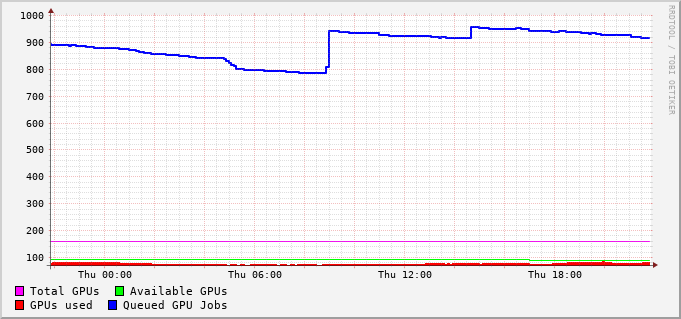 1000
900
800
700
600
500
400
300
200
100
Thu 00:00 Thu 06:00 Thu 12:00 Thu 18:00
Total GPUs Available GPUs
GPUs used Queued GPU Jobs
RRDTOOL / TOBI OETIKER